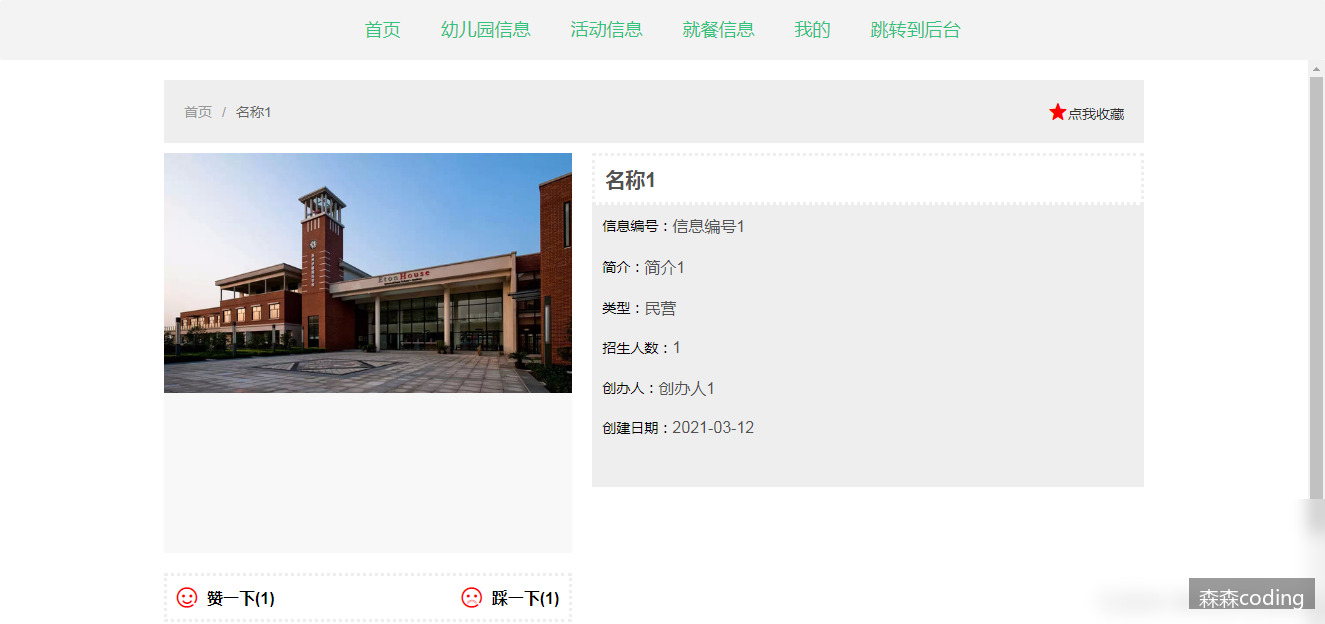 首页 幼儿园信息 活动信息 就餐信息 我的 跳转到后台
首页 / 名称1
点我收藏
EtonHouse
名称1
信息编号：信息编号1
简介：简介1
类型：民营
招生人数：1
创办人：创办人1
创建日期：2021-03-12
赞一下(1)
踩一下(1)
森森coding